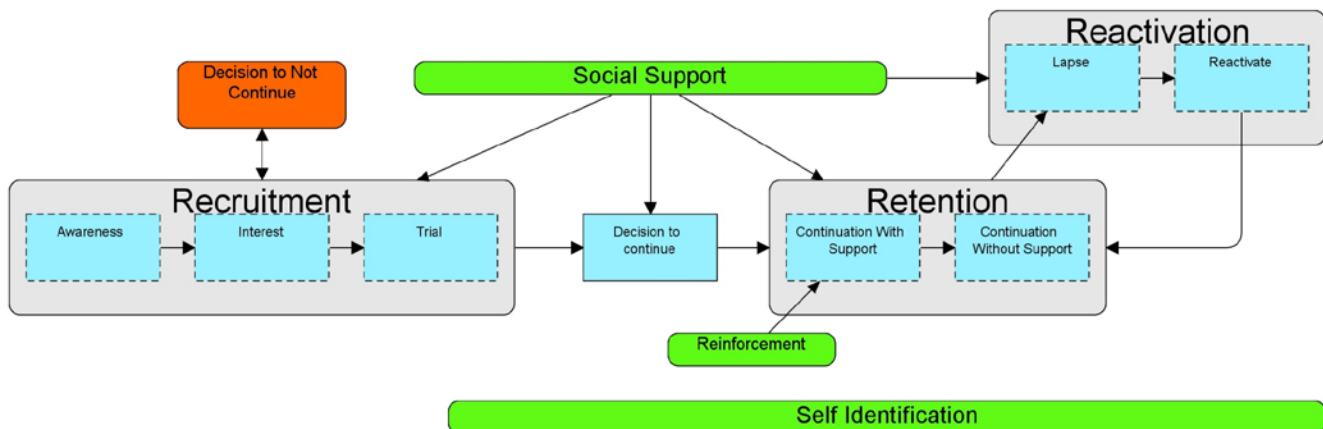 Reactivation
Lapse
Reactivate
Decision to Not
Continue
Social Support
Recruitment
Awareness
Interest
Trial
Decision to
continue
Retention
Continuation With
Support
Continuation
Without Support
Reinforcement
Self Identification